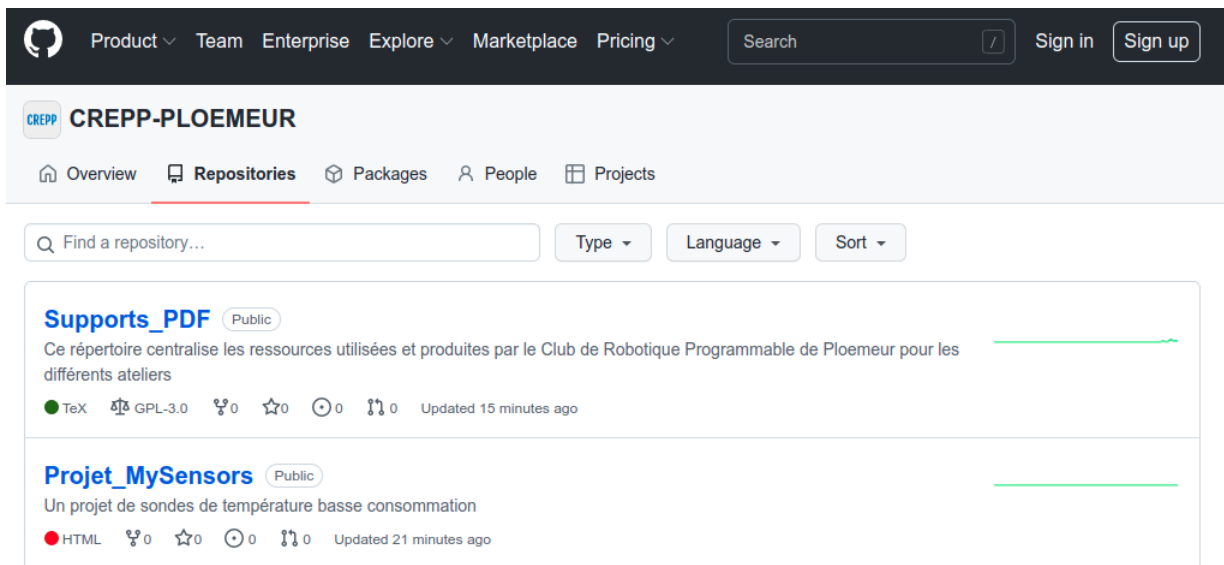 Product Team Enterprise Explore Marketplace Pricing Search / Sign in Sign up
CREPP CREPP-PLOEMEUR
Overview Repositories Packages People Projects
Find a repository… Type Language Sort
Supports_PDF Public
Ce répertoire centralise les ressources utilisées et produites par le Club de Robotique Programmable de Ploemeur pour les
différents ateliers
TeX GPL-3.0 0 0 0 0 Updated 15 minutes ago
Projet_MySensors Public
Un projet de sondes de température basse consommation
HTML 0 0 0 0 Updated 21 minutes ago